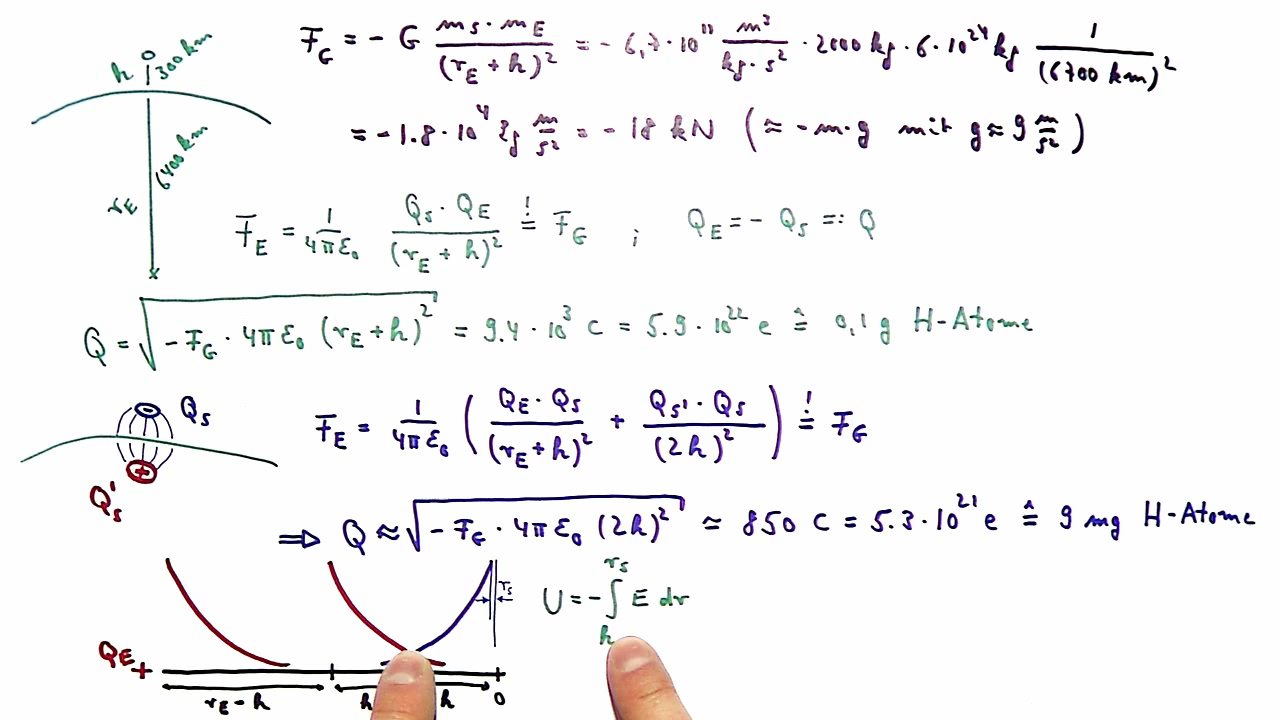 F_G = - G (m_S · m_E)/(r_E + h)² = - 6,7 · 10¹¹ m³/(kg · s²) · 2000 kg · 6 · 10²⁴ kg 1/(6700 km)²
h 300 km
= - 1.8 · 10⁴ kg m/s² = - 18 kN (≈ - m · g mit g ≈ 9 m/s²)
r_E 6400 km
F_E = 1/(4πε₀) (Q_S · Q_E)/(r_E + h)² =! F_G ; Q_E = - Q_S =: Q
Q = √(- F_G · 4πε₀ (r_E + h)²) = 9.4 · 10³ C = 5.9 · 10²² e ≙ 0,1 g H-Atome
Q_S
F_E = 1/(4πε₀) ((Q_E · Q_S)/(r_E + h)² + (Q_S' · Q_S)/(2h)²) =! F_G
+
Q_S'
⇒ Q ≈ √(- F_G · 4πε₀ (2h)²) ≃ 850 C = 5.3 · 10²¹ e ≙ 9 mg H-Atome
r_S
U = - ∫_h^{r_S} E dr
Q_E +
r_E - h h h 0